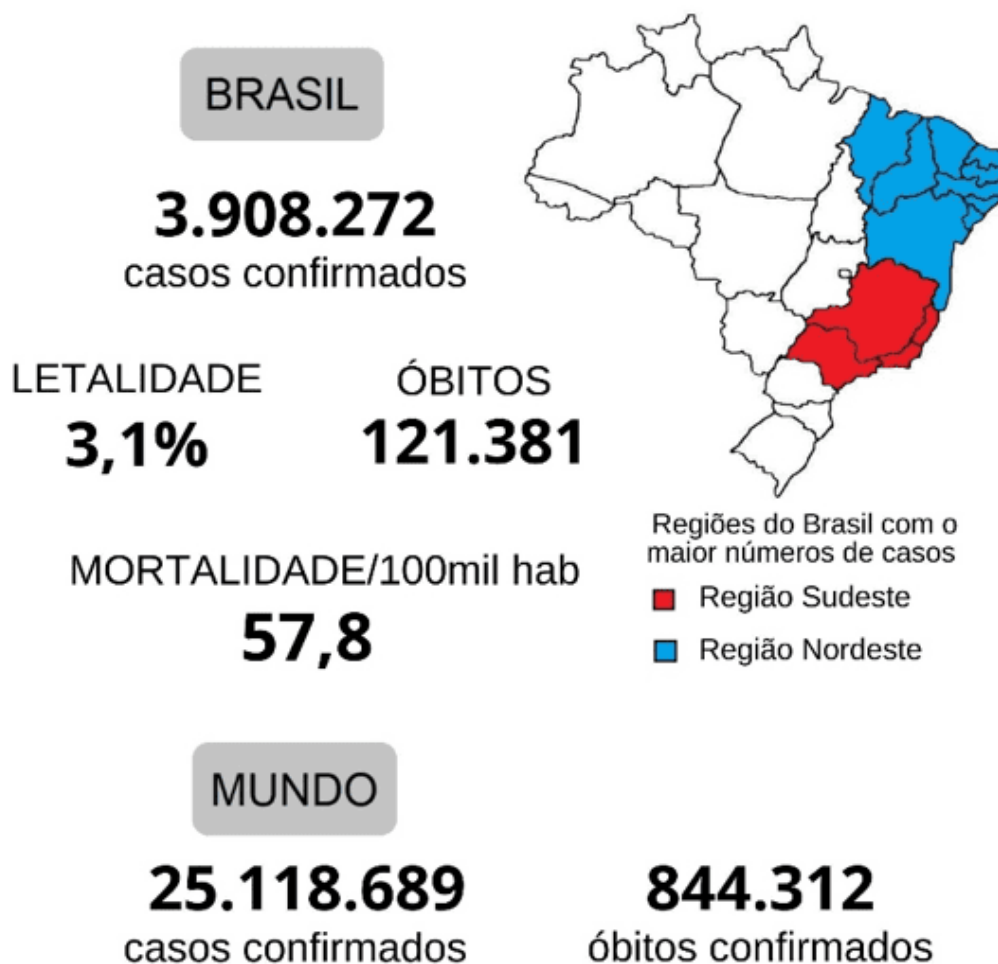 BRASIL
3.908.272
casos confirmados
LETALIDADE
3,1%
ÓBITOS
121.381
MORTALIDADE/100mil hab
57,8
Regiões do Brasil com o
maior números de casos
Região Sudeste
Região Nordeste
MUNDO
25.118.689
casos confirmados
844.312
óbitos confirmados